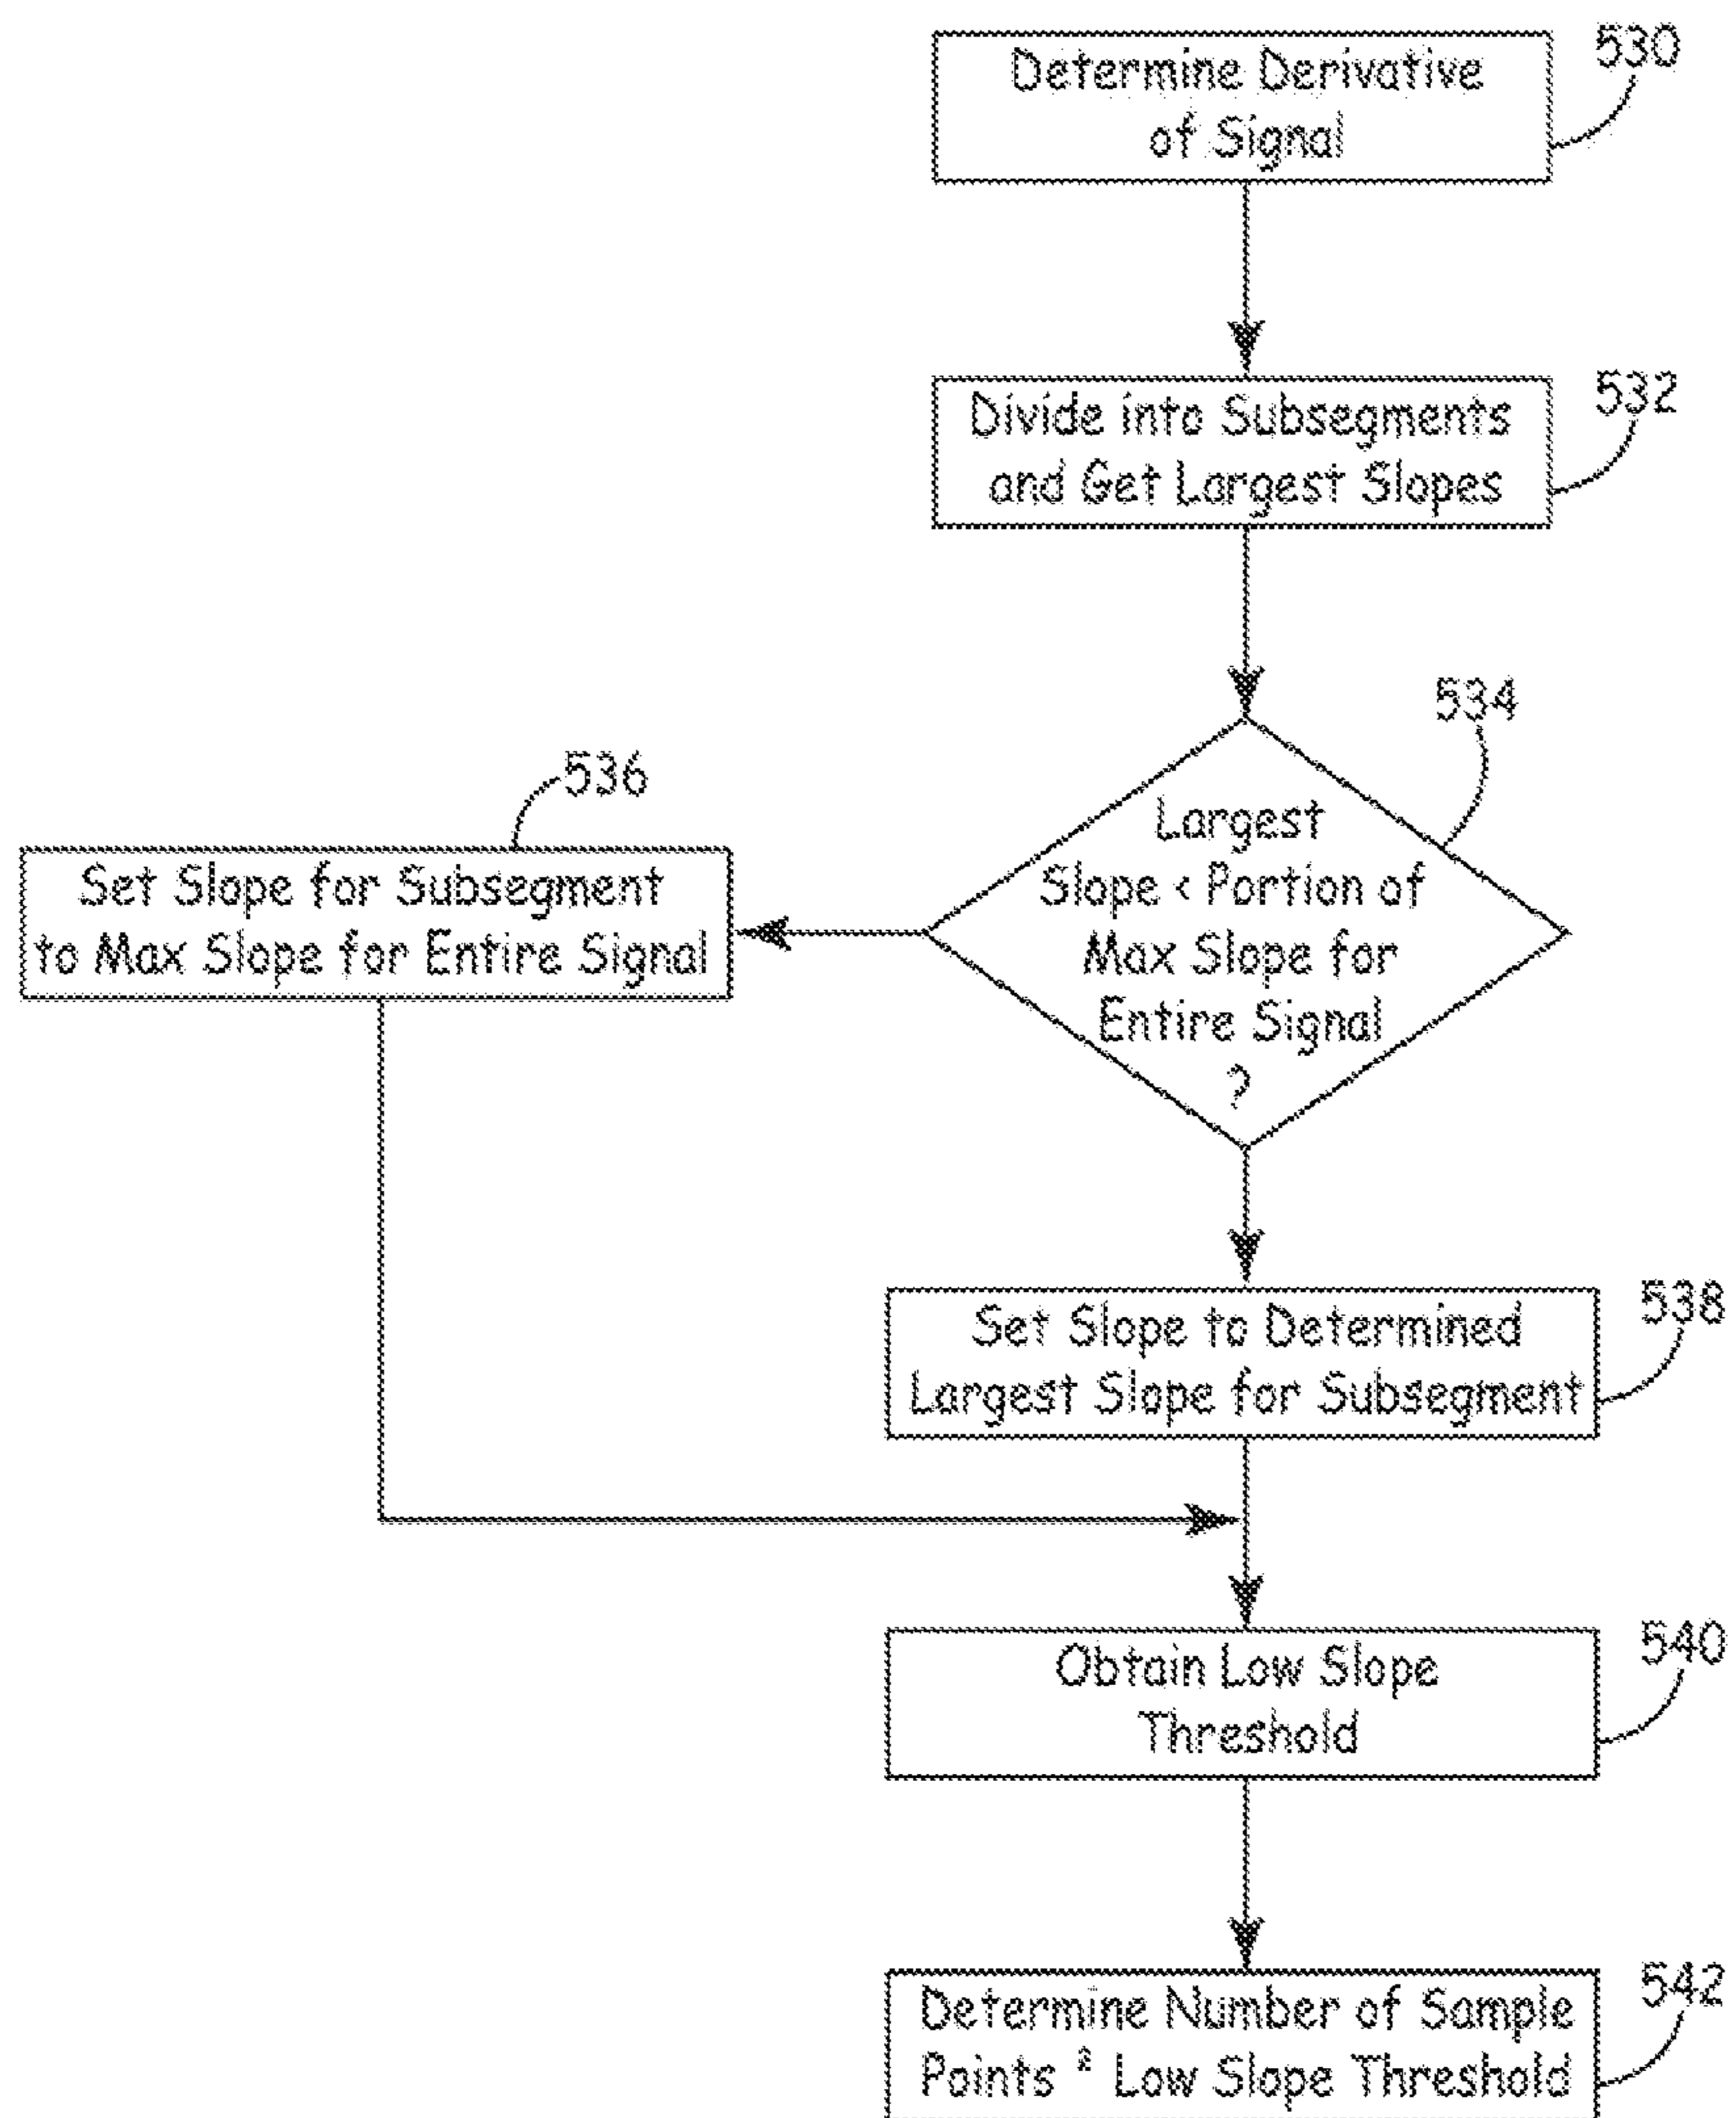 Determine Derivative
of Signal
530
Divide into Subsegments
and Get Largest Slopes
532
534
Largest
Slope < Portion of
Max Slope for
Entire Signal
?
536
Set Slope for Subsegment
to Max Slope for Entire Signal
Set Slope to Determined
Largest Slope for Subsegment
538
Obtain Low Slope
Threshold
540
Determine Number of Sample
Points Low Slope Threshold
542